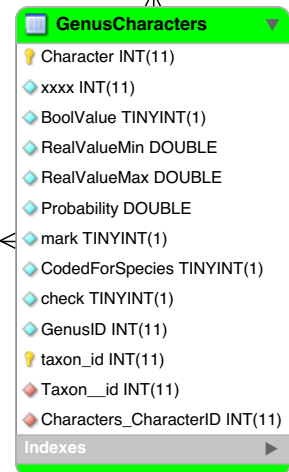 GenusCharacters
Character INT(11)
xxxx INT(11)
BoolValue TINYINT(1)
RealValueMin DOUBLE
RealValueMax DOUBLE
Probability DOUBLE
mark TINYINT(1)
CodedForSpecies TINYINT(1)
check TINYINT(1)
GenusID INT(11)
taxon_id INT(11)
Taxon__id INT(11)
Characters_CharacterID INT(11)
Indexes